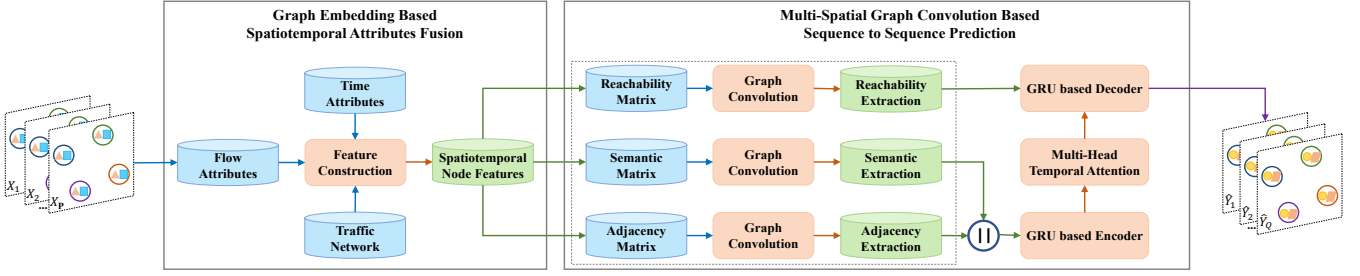 Graph Embedding Based
Spatiotemporal Attributes Fusion
Multi-Spatial Graph Convolution Based
Sequence to Sequence Prediction
X₁
X₂
...
X_P
Flow
Attributes
Time
Attributes
Feature
Construction
Traffic
Network
Spatiotemporal
Node Features
Reachability
Matrix
Graph
Convolution
Reachability
Extraction
Semantic
Matrix
Graph
Convolution
Semantic
Extraction
Adjacency
Matrix
Graph
Convolution
Adjacency
Extraction
||
GRU based Decoder
Multi-Head
Temporal Attention
GRU based Encoder
Ŷ₁
Ŷ₂
...
Ŷ_Q